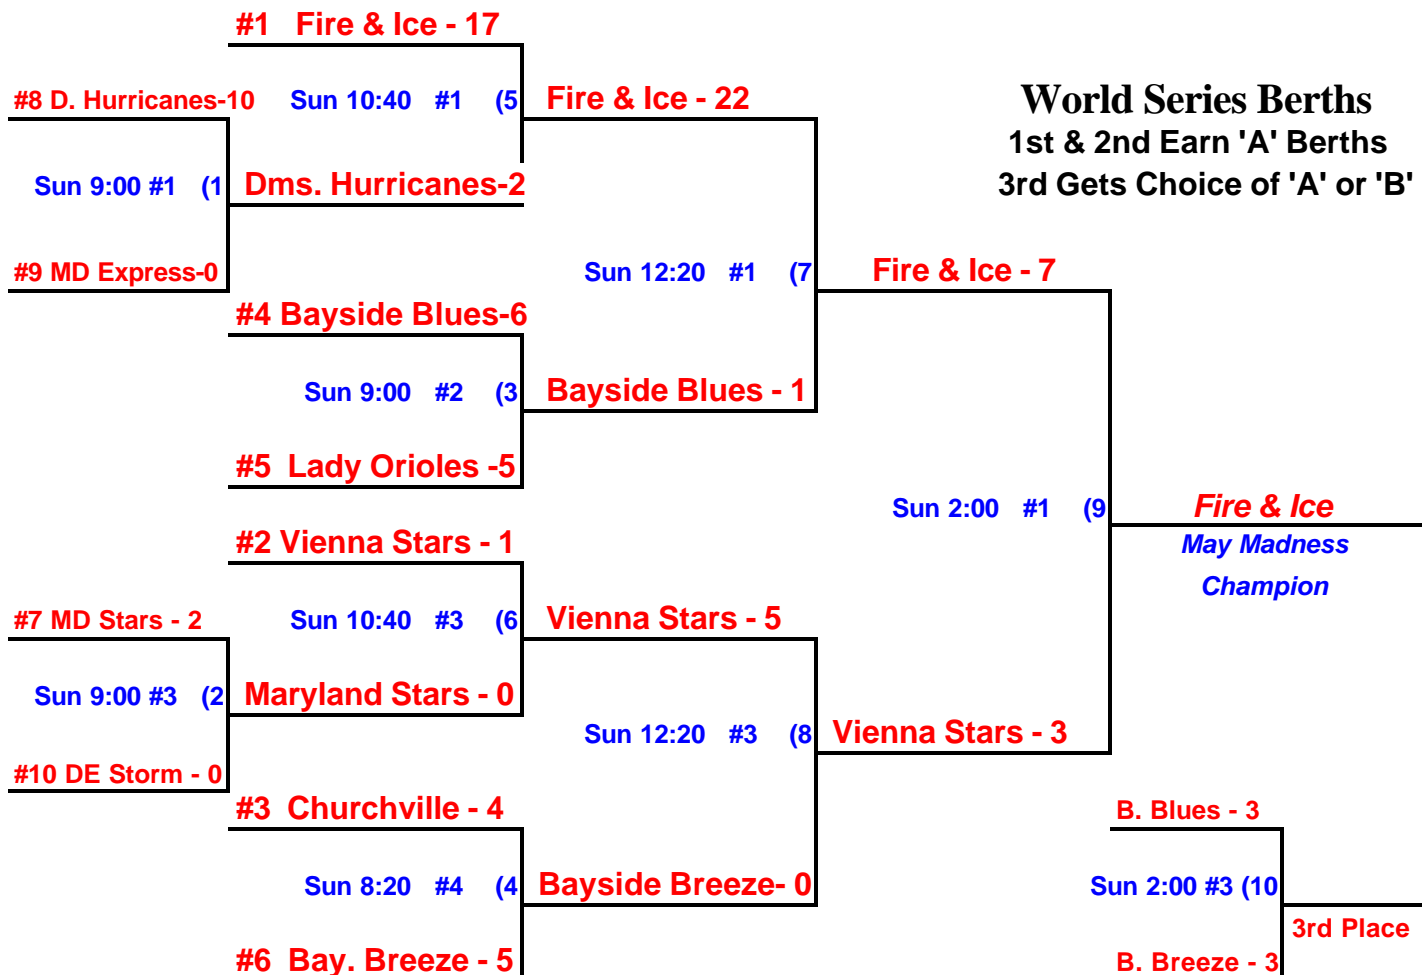 #1 Fire & Ice - 17
#8 D. Hurricanes-10
Sun 10:40 #1 (5
Fire & Ice - 22
World Series Berths
1st & 2nd Earn 'A' Berths
3rd Gets Choice of 'A' or 'B'
Sun 9:00 #1 (1
Dms. Hurricanes-2
#9 MD Express-0
Sun 12:20 #1 (7
Fire & Ice - 7
#4 Bayside Blues-6
Sun 9:00 #2 (3
Bayside Blues - 1
#5 Lady Orioles -5
Sun 2:00 #1 (9
Fire & Ice
May Madness
Champion
#2 Vienna Stars - 1
#7 MD Stars - 2
Sun 10:40 #3 (6
Vienna Stars - 5
Sun 9:00 #3 (2
Maryland Stars - 0
Sun 12:20 #3 (8
Vienna Stars - 3
#10 DE Storm - 0
#3 Churchville - 4
B. Blues - 3
Sun 8:20 #4 (4
Bayside Breeze- 0
Sun 2:00 #3 (10
3rd Place
#6 Bay. Breeze - 5
B. Breeze - 3